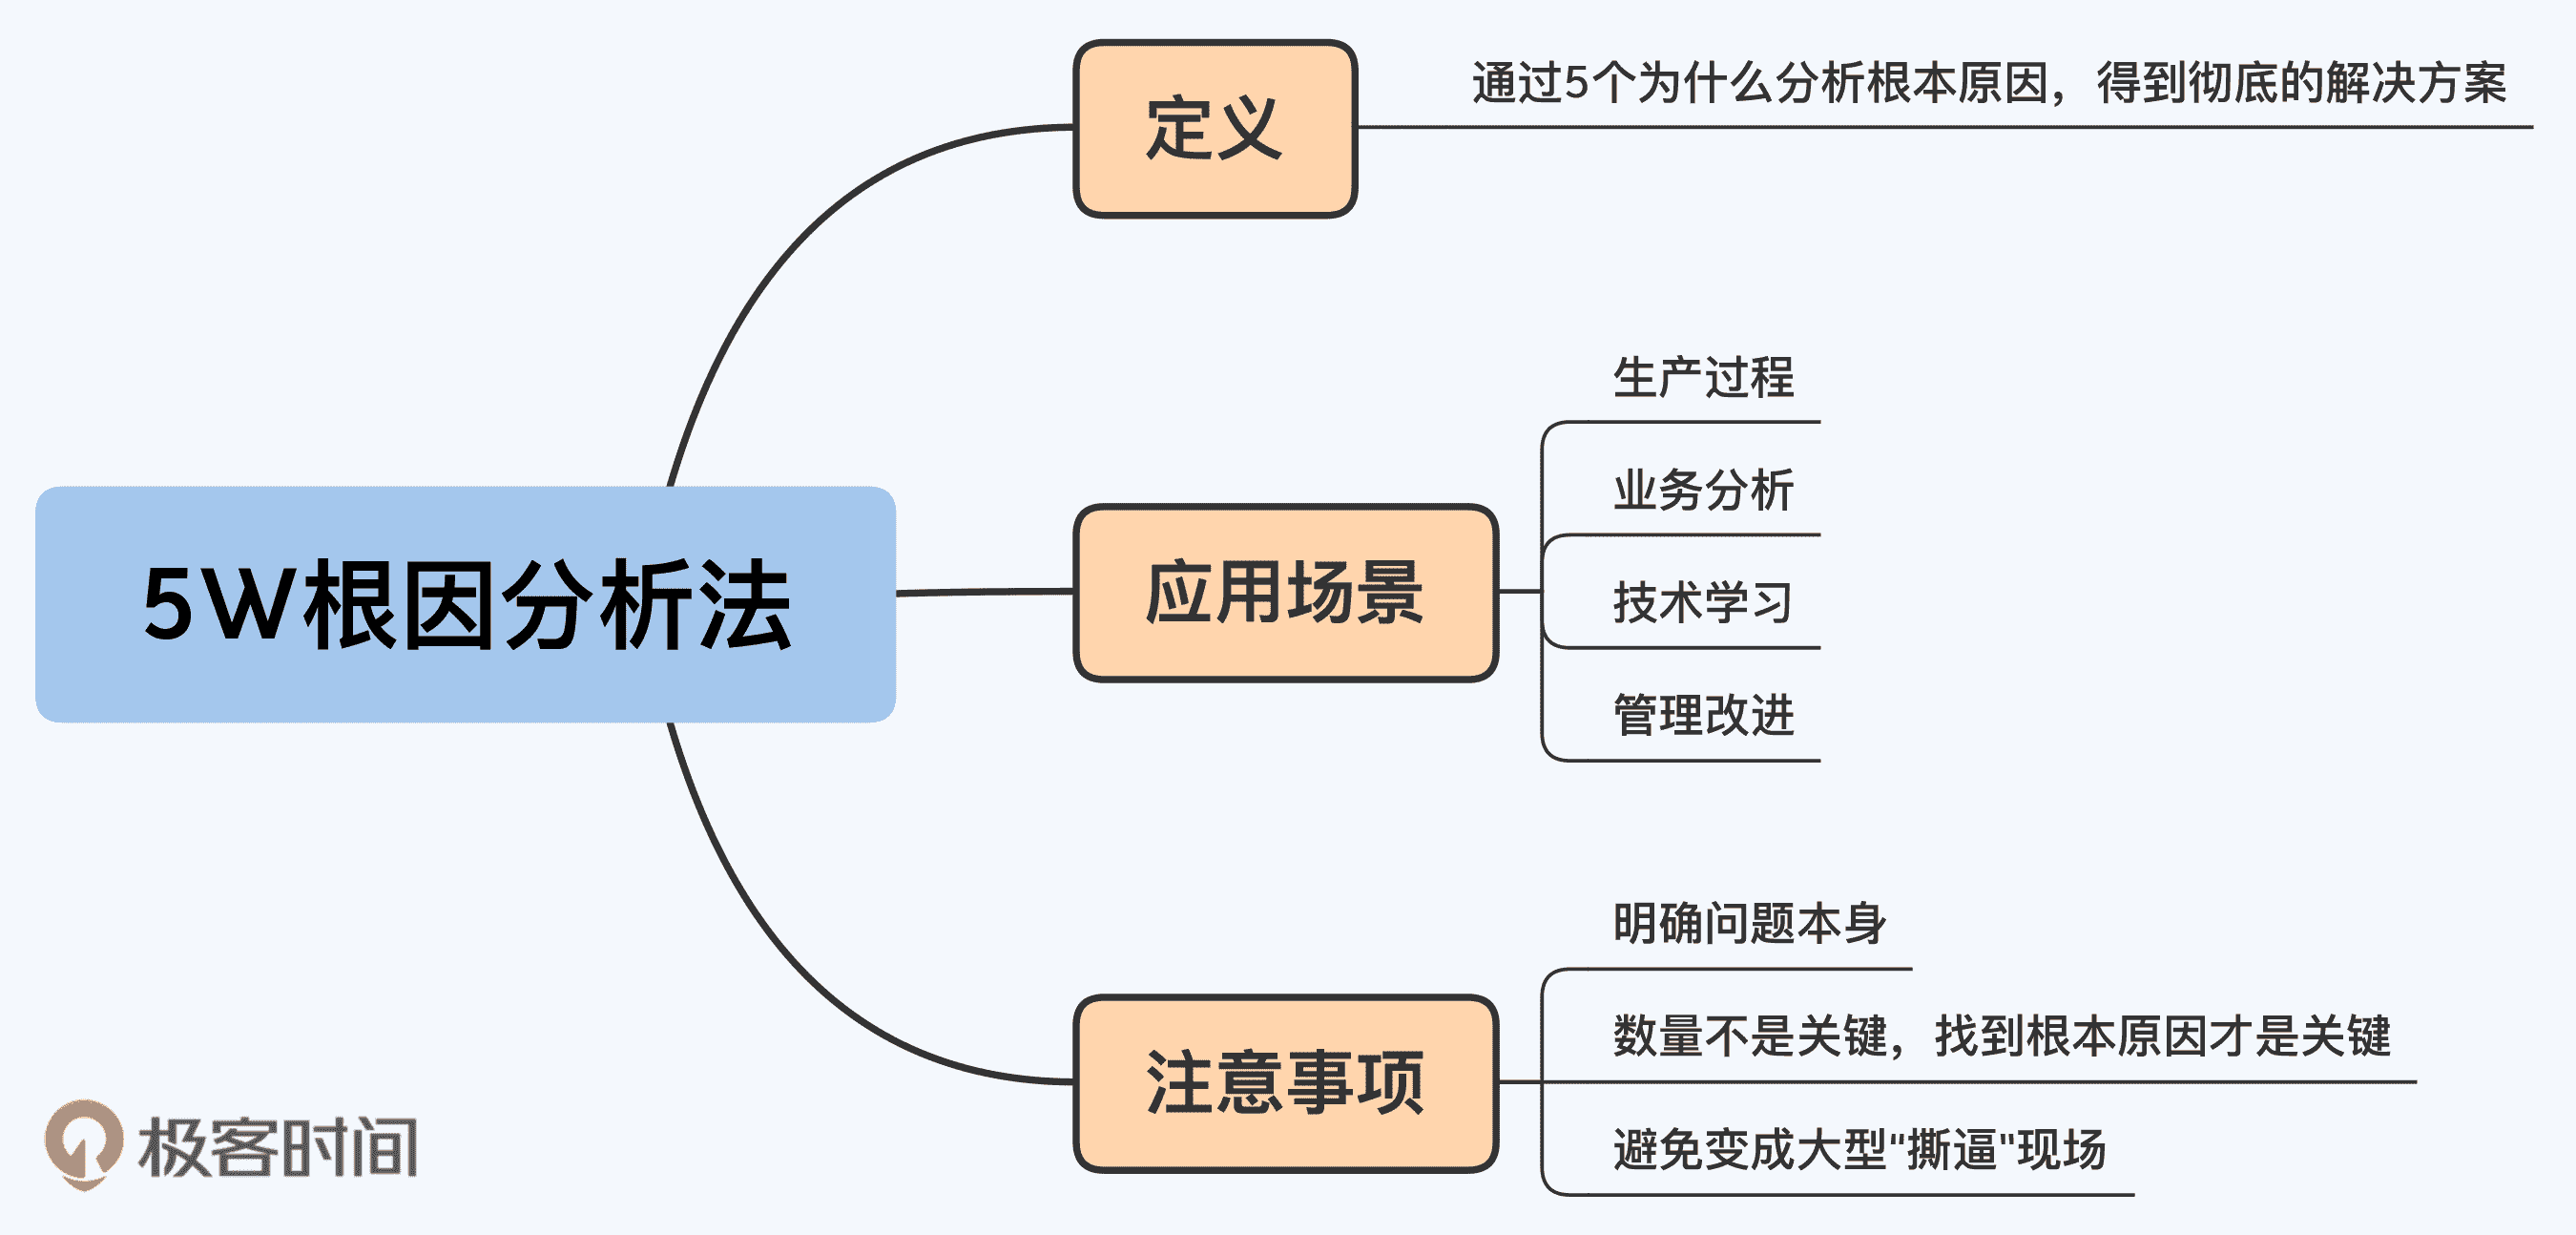 定义
通过5个为什么分析根本原因，得到彻底的解决方案
5W根因分析法
应用场景
生产过程
业务分析
技术学习
管理改进
注意事项
明确问题本身
数量不是关键，找到根本原因才是关键
避免变成大型“撕逼"现场
极客时间